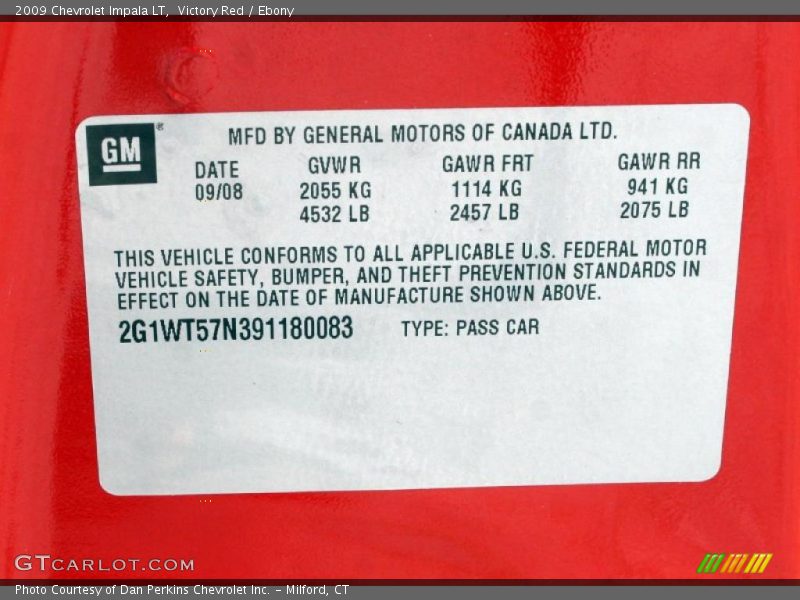 2009 Chevrolet Impala LT, Victory Red / Ebony
GM ®
MFD BY GENERAL MOTORS OF CANADA LTD.
DATE GVWR GAWR FRT GAWR RR
09/08 2055 KG 1114 KG 941 KG
4532 LB 2457 LB 2075 LB
THIS VEHICLE CONFORMS TO ALL APPLICABLE U.S. FEDERAL MOTOR
VEHICLE SAFETY, BUMPER, AND THEFT PREVENTION STANDARDS IN
EFFECT ON THE DATE OF MANUFACTURE SHOWN ABOVE.
2G1WT57N391180083 TYPE: PASS CAR
GTCARLOT.COM
Photo Courtesy of Dan Perkins Chevrolet Inc. - Milford, CT